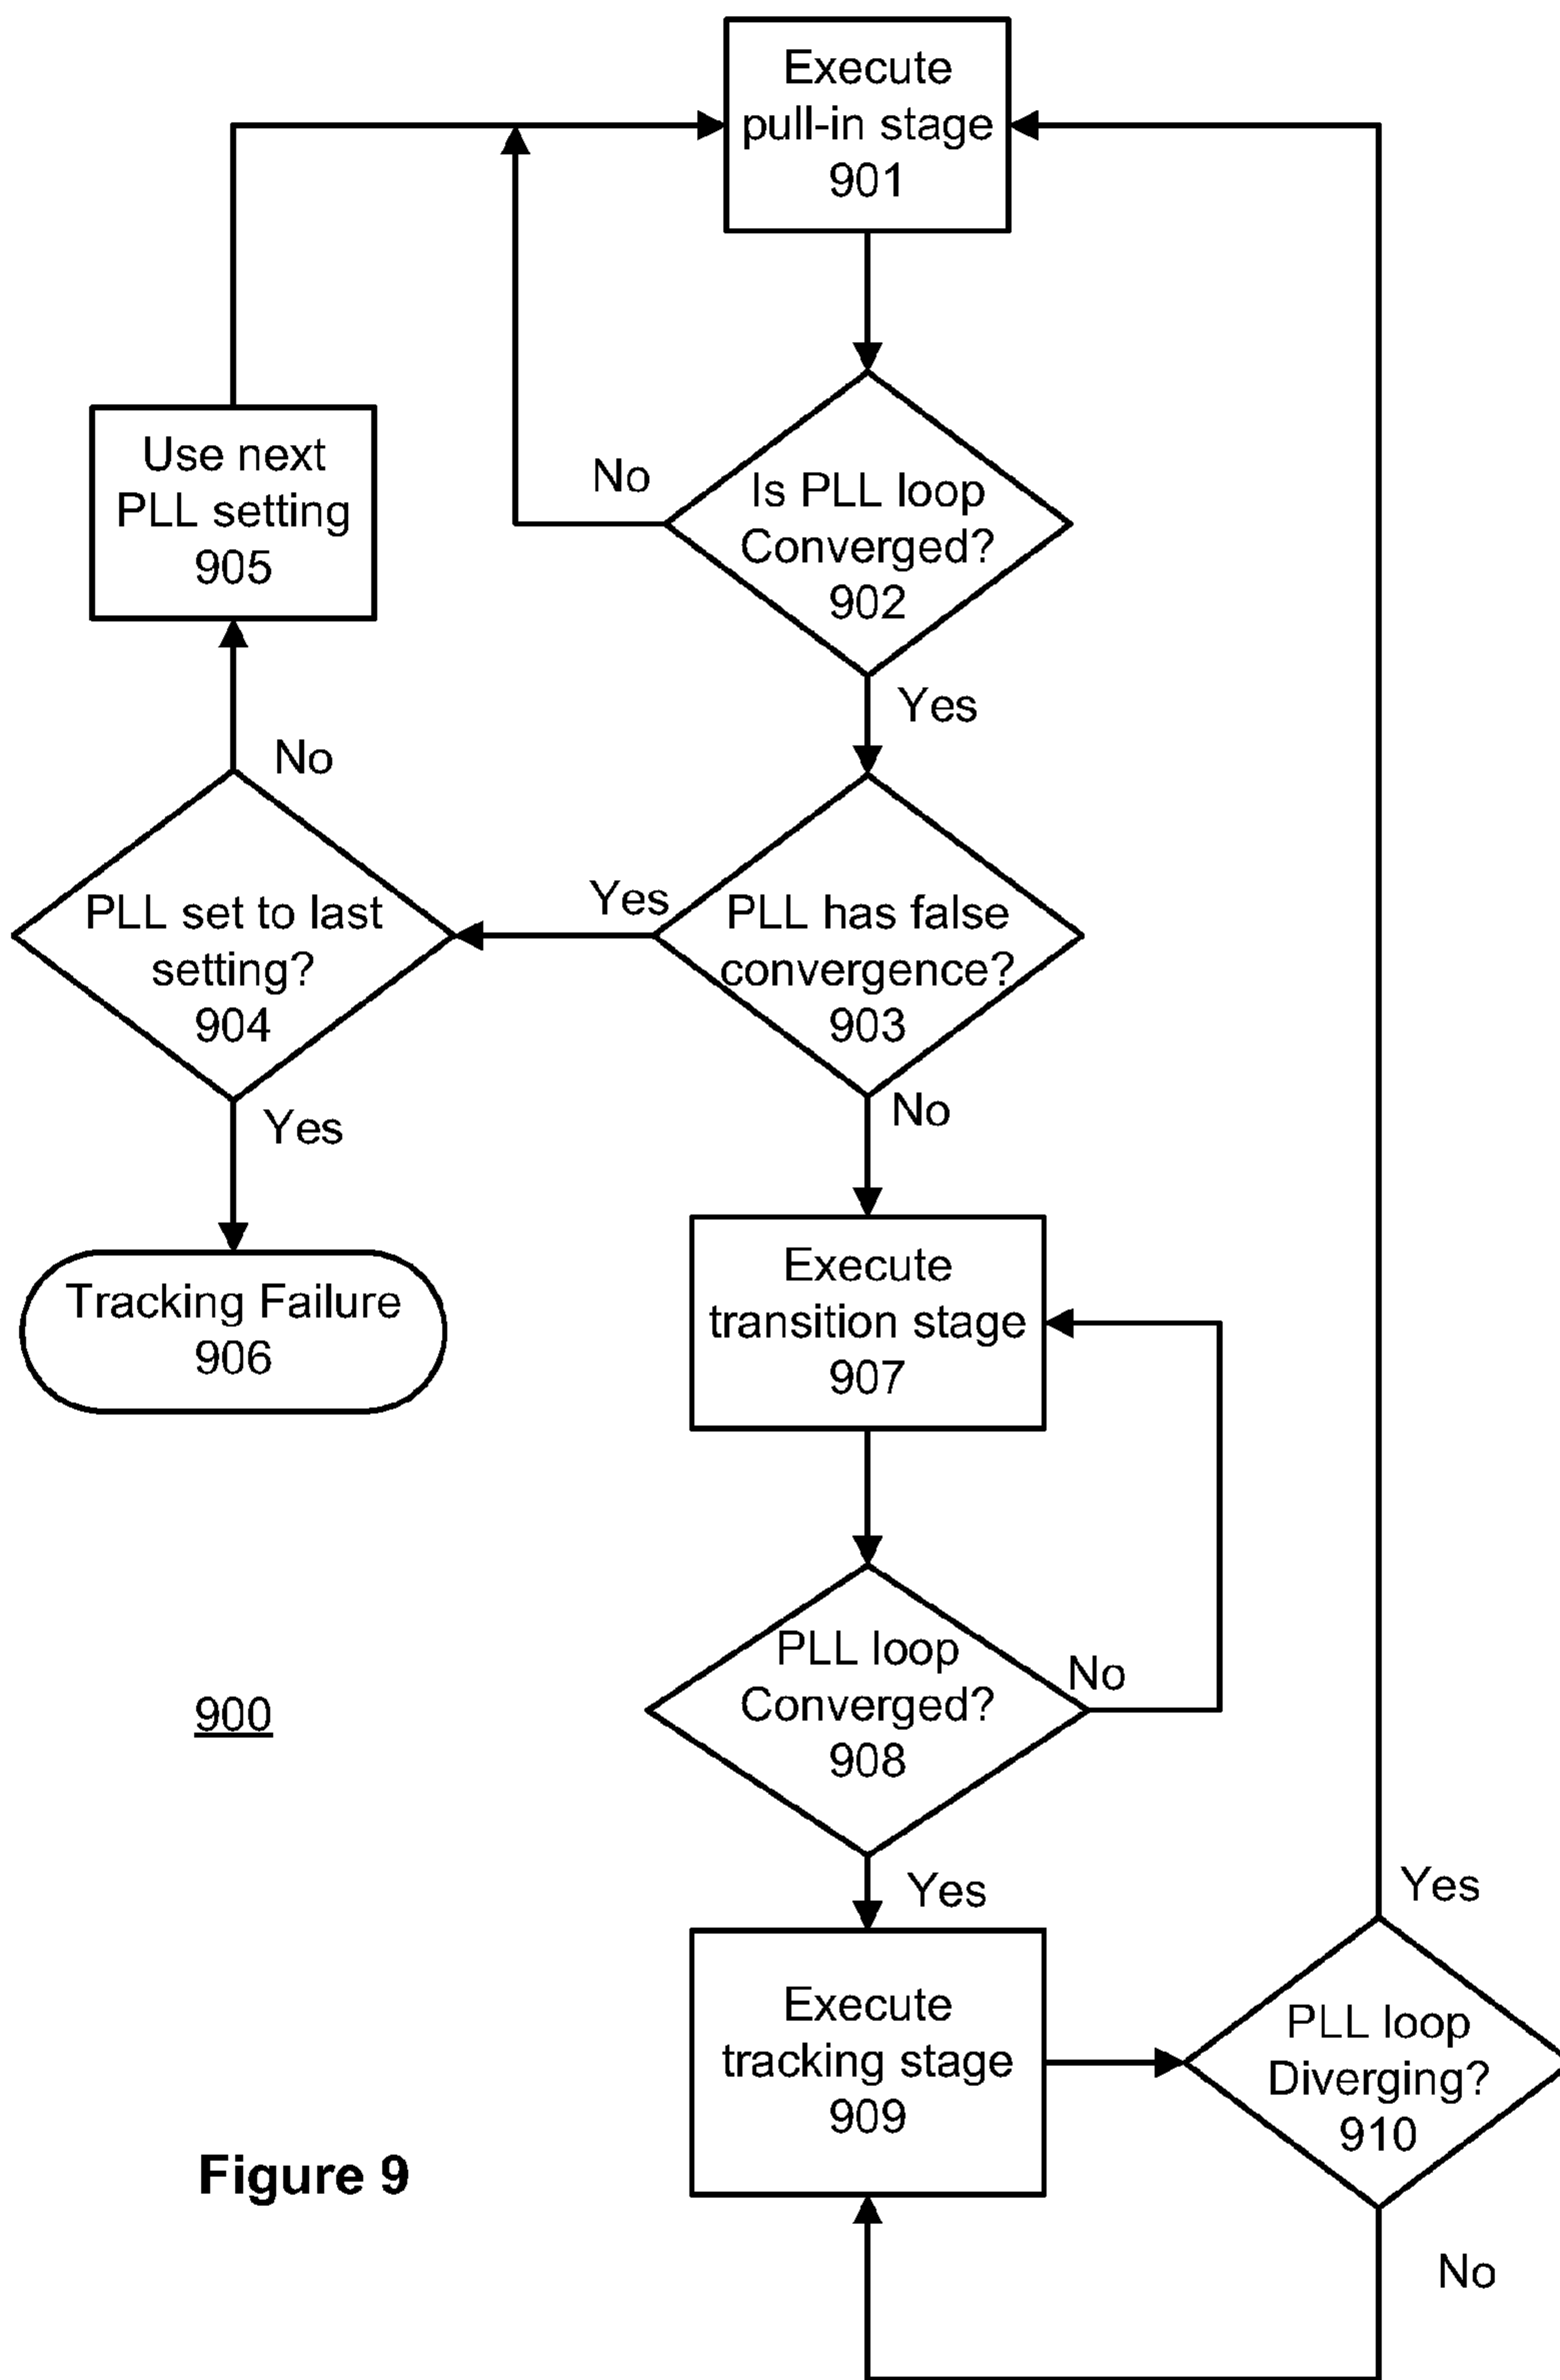 Execute
pull-in stage
901
Use next
PLL setting
905
No
Is PLL loop
Converged?
902
Yes
No
PLL set to last
setting?
904
Yes
PLL has false
convergence?
903
No
Yes
Tracking Failure
906
Execute
transition stage
907
PLL loop
Converged?
908
No
900
Yes
Yes
Execute
tracking stage
909
PLL loop
Diverging?
910
Figure 9
No